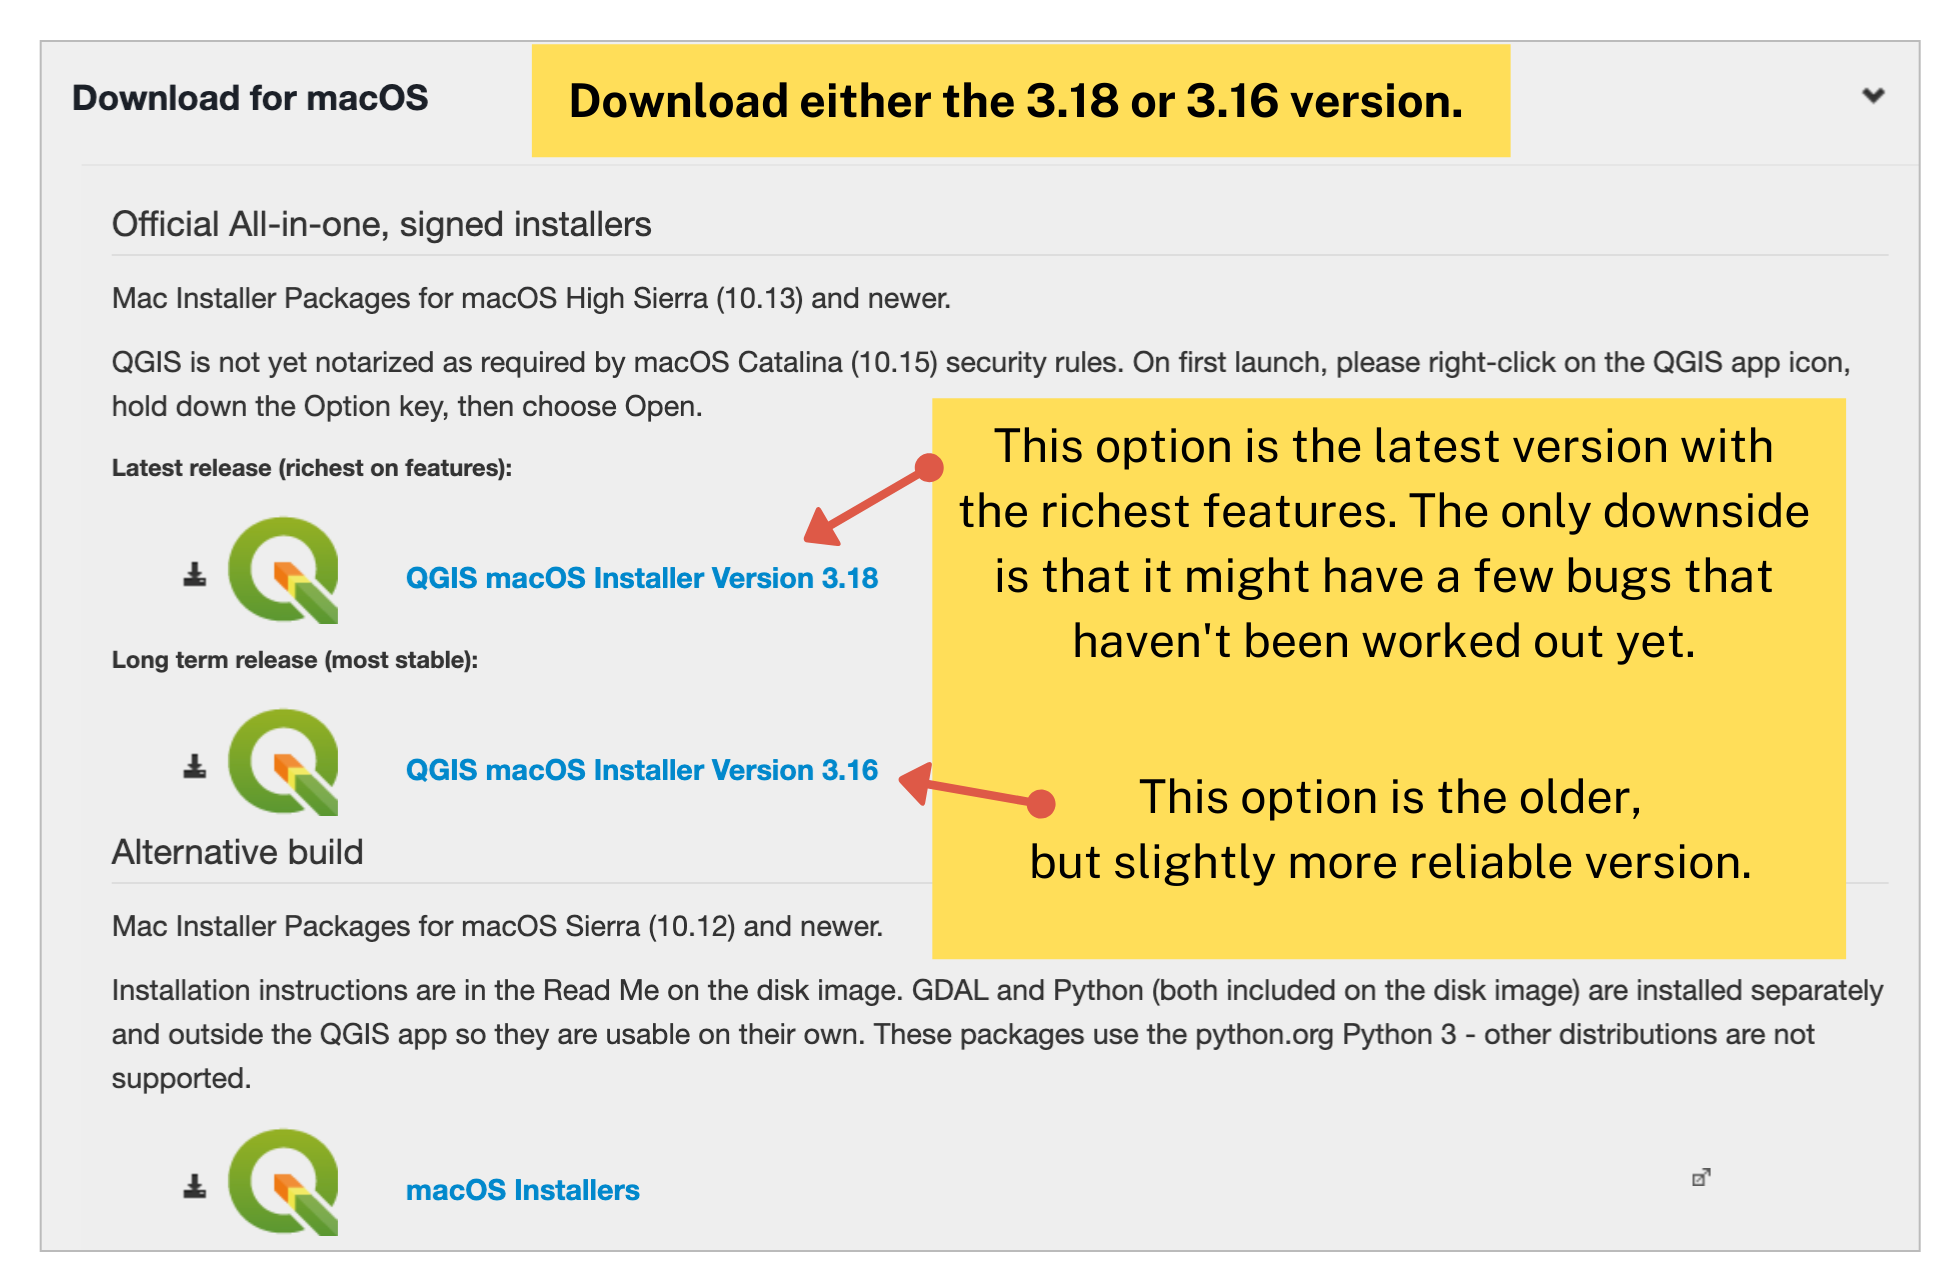 Download for macOS
Download either the 3.18 or 3.16 version.
Official All-in-one, signed installers
Mac Installer Packages for macOS High Sierra (10.13) and newer.
QGIS is not yet notarized as required by macOS Catalina (10.15) security rules. On first launch, please right-click on the QGIS app icon,
hold down the Option key, then choose Open.
Latest release (richest on features):
QGIS macOS Installer Version 3.18
This option is the latest version with
the richest features. The only downside
is that it might have a few bugs that
haven't been worked out yet.
Long term release (most stable):
QGIS macOS Installer Version 3.16
This option is the older,
but slightly more reliable version.
Alternative build
Mac Installer Packages for macOS Sierra (10.12) and newer.
Installation instructions are in the Read Me on the disk image. GDAL and Python (both included on the disk image) are installed separately
and outside the QGIS app so they are usable on their own. These packages use the python.org Python 3 - other distributions are not
supported.
macOS Installers